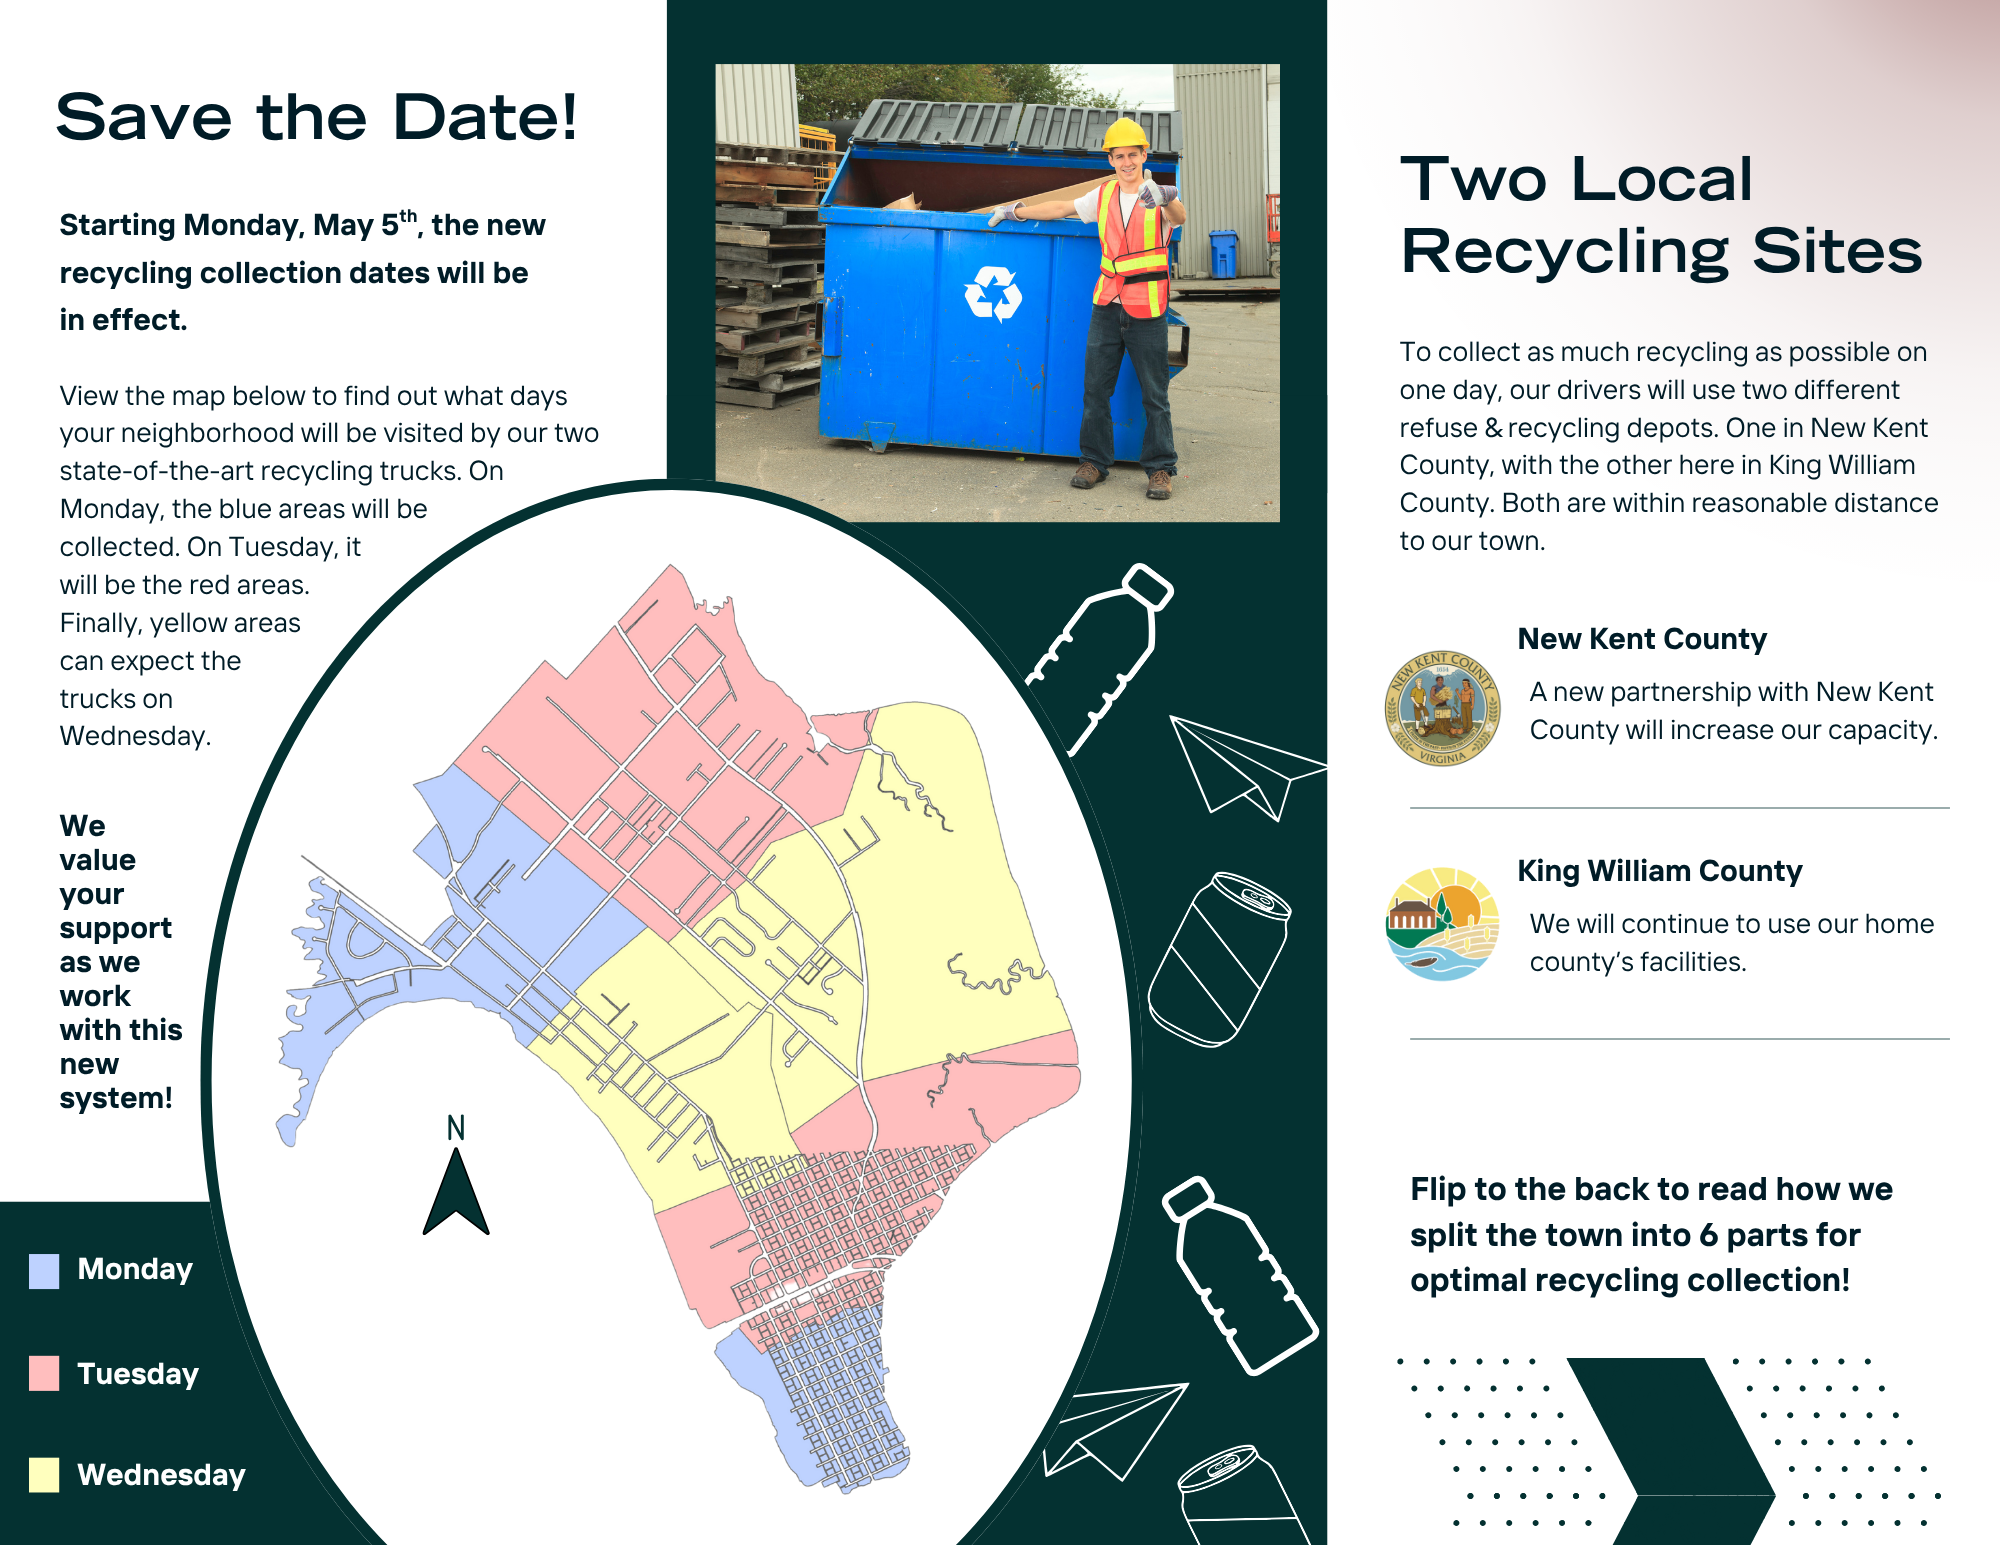 Save the Date!
Starting Monday, May 5th, the new
recycling collection dates will be
in effect.
View the map below to find out what days
your neighborhood will be visited by our two
state-of-the-art recycling trucks. On
Monday, the blue areas will be
collected. On Tuesday, it
will be the red areas.
Finally, yellow areas
can expect the
trucks on
Wednesday.
We
value
your
support
as we
work
with this
new
system!
N
Monday
Tuesday
Wednesday
Two Local
Recycling Sites
To collect as much recycling as possible on
one day, our drivers will use two different
refuse & recycling depots. One in New Kent
County, with the other here in King William
County. Both are within reasonable distance
to our town.
NEW KENT COUNTY
1654
VIRGINIA
New Kent County
A new partnership with New Kent
County will increase our capacity.
King William County
We will continue to use our home
county's facilities.
Flip to the back to read how we
split the town into 6 parts for
optimal recycling collection!